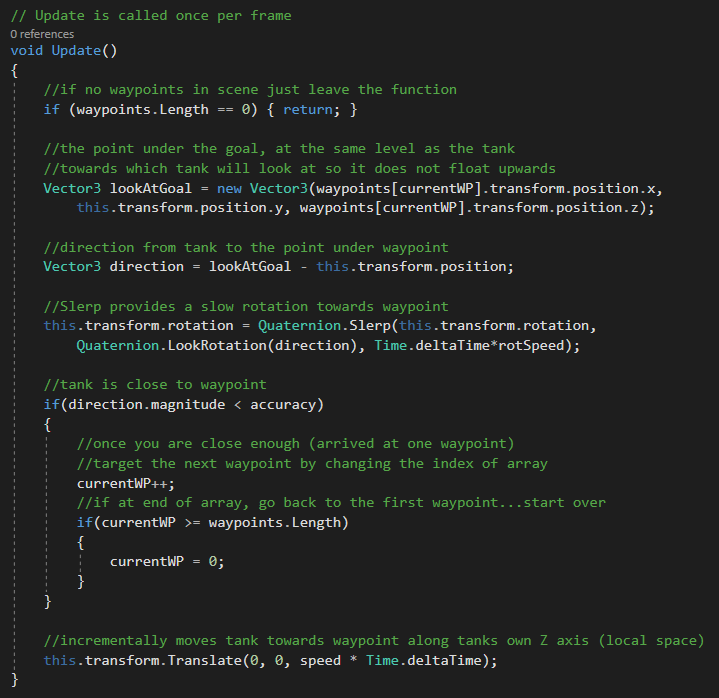 // Update is called once per frame
0 references
void Update()
{
//if no waypoints in scene just leave the function
if (waypoints.Length == 0) { return; }
//the point under the goal, at the same level as the tank
//towards which tank will look at so it does not float upwards
Vector3 lookAtGoal = new Vector3(waypoints[currentWP].transform.position.x,
this.transform.position.y, waypoints[currentWP].transform.position.z);
//direction from tank to the point under waypoint
Vector3 direction = lookAtGoal - this.transform.position;
//Slerp provides a slow rotation towards waypoint
this.transform.rotation = Quaternion.Slerp(this.transform.rotation,
Quaternion.LookRotation(direction), Time.deltaTime*rotSpeed);
//tank is close to waypoint
if(direction.magnitude < accuracy)
{
//once you are close enough (arrived at one waypoint)
//target the next waypoint by changing the index of array
currentWP++;
//if at end of array, go back to the first waypoint...start over
if(currentWP >= waypoints.Length)
{
currentWP = 0;
}
}
//incrementally moves tank towards waypoint along tanks own Z axis (local space)
this.transform.Translate(0, 0, speed * Time.deltaTime);
}